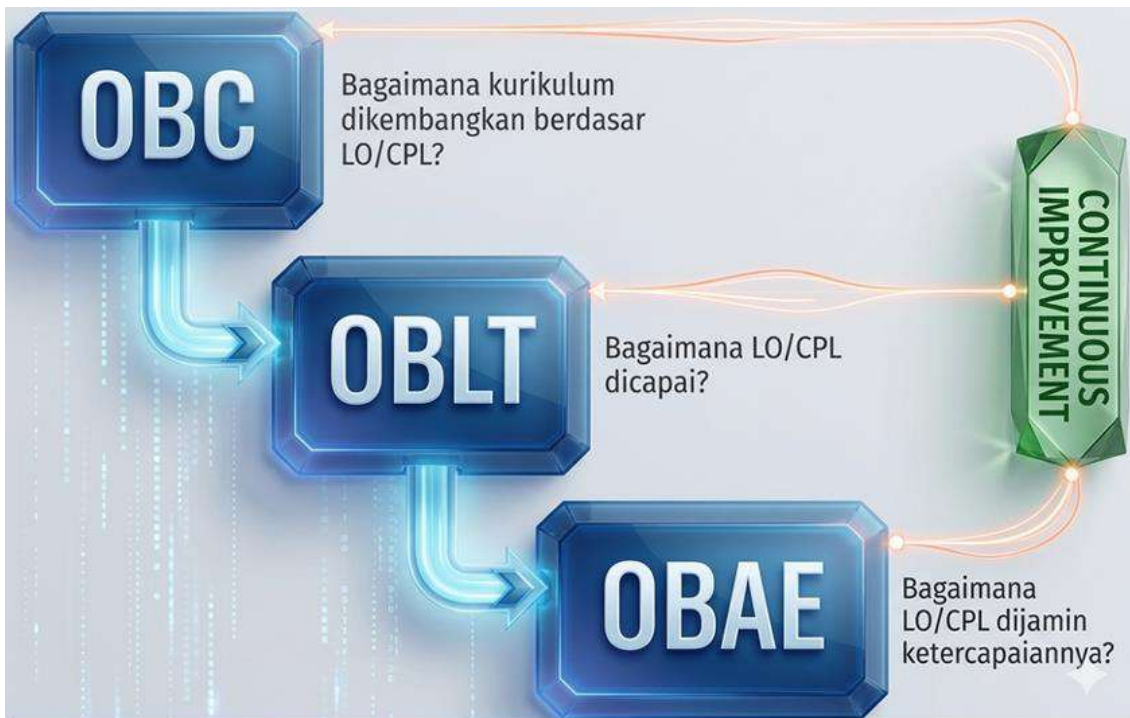 OBC
Bagaimana kurikulum
dikembangkan berdasar
LO/CPL?
OBLT
Bagaimana LO/CPL
dicapai?
OBAE
Bagaimana
LO/CPL dijamin
ketercapaiannya?
CONTINUOUS
IMPROVEMENT